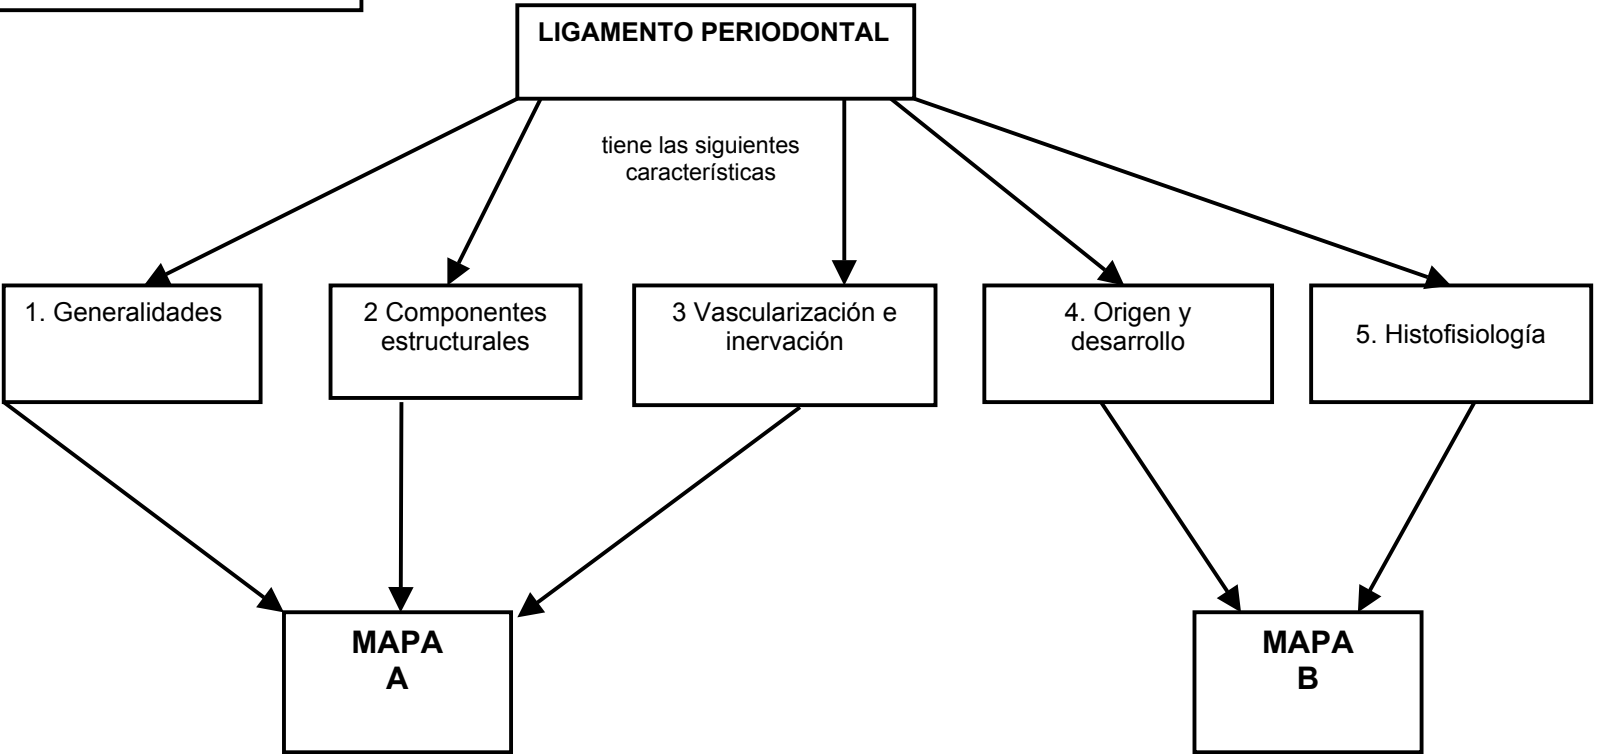 LIGAMENTO PERIODONTAL
tiene las siguientes
características
1. Generalidades
2 Componentes
estructurales
3 Vascularización e
inervación
4. Origen y
desarrollo
5. Histofisiología
MAPA
A
MAPA
B